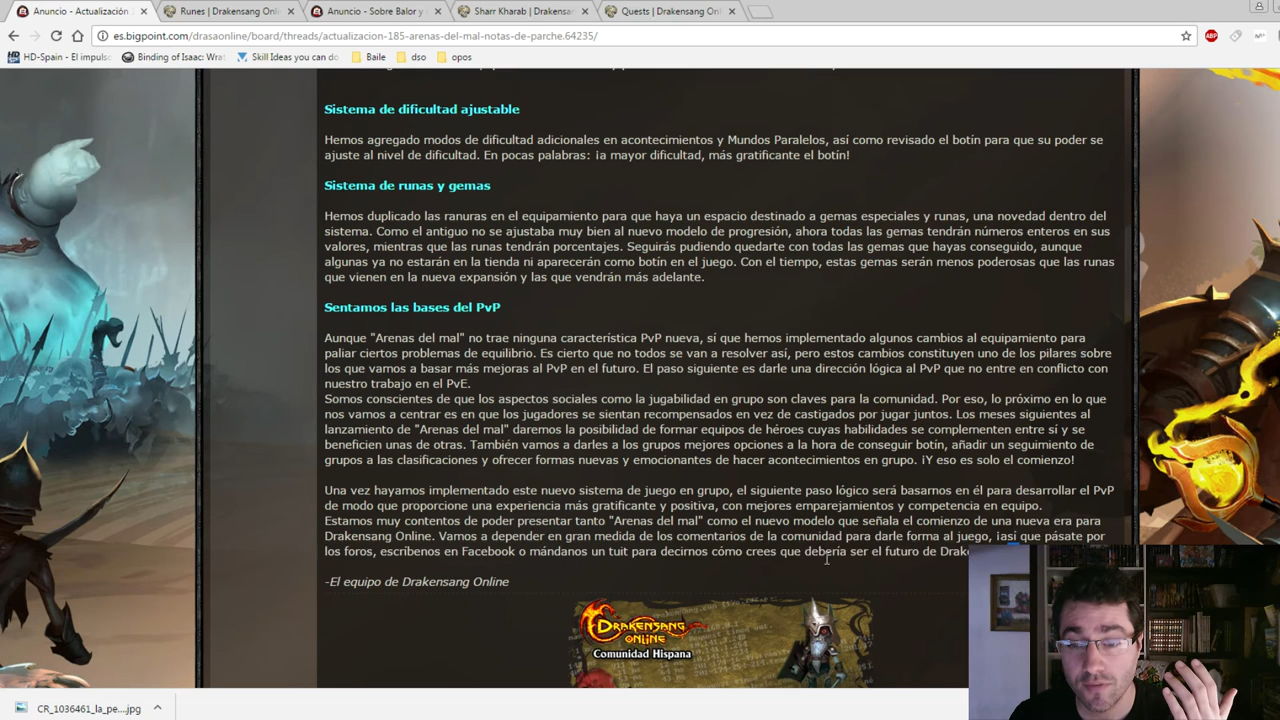 Anuncio - Actualización
Runes | Drakensang Onl
Anuncio - Sobre Balor y
Sharr Kharab | Drakensa
Quests | Drakensang Onl
es.bigpoint.com/drasaonline/board/threads/actualizacion-185-arenas-del-mal-notas-de-parche.64235/
ABP
HD-Spain - El impulso
Binding of Isaac: Wrat
Skill Ideas you can do
Baile
dso
opos
Sistema de dificultad ajustable
Hemos agregado modos de dificultad adicionales en acontecimientos y Mundos Paralelos, así como revisado el botín para que su poder se
ajuste al nivel de dificultad. En pocas palabras: ¡a mayor dificultad, más gratificante el botín!
Sistema de runas y gemas
Hemos duplicado las ranuras en el equipamiento para que haya un espacio destinado a gemas especiales y runas, una novedad dentro del
sistema. Como el antiguo no se ajustaba muy bien al nuevo modelo de progresión, ahora todas las gemas tendrán números enteros en sus
valores, mientras que las runas tendrán porcentajes. Seguirás pudiendo quedarte con todas las gemas que hayas conseguido, aunque
algunas ya no estarán en la tienda ni aparecerán como botín en el juego. Con el tiempo, estas gemas serán menos poderosas que las runas
que vienen en la nueva expansión y las que vendrán más adelante.
Sentamos las bases del PvP
Aunque "Arenas del mal" no trae ninguna característica PvP nueva, sí que hemos implementado algunos cambios al equipamiento para
paliar ciertos problemas de equilibrio. Es cierto que no todos se van a resolver así, pero estos cambios constituyen uno de los pilares sobre
los que vamos a basar más mejoras al PvP en el futuro. El paso siguiente es darle una dirección lógica al PvP que no entre en conflicto con
nuestro trabajo en el PvE.
Somos conscientes de que los aspectos sociales como la jugabilidad en grupo son claves para la comunidad. Por eso, lo próximo en lo que
nos vamos a centrar es en que los jugadores se sientan recompensados en vez de castigados por jugar juntos. Los meses siguientes al
lanzamiento de "Arenas del mal" daremos la posibilidad de formar equipos de héroes cuyas habilidades se complementen entre sí y se
beneficien unas de otras. También vamos a darles a los grupos mejores opciones a la hora de conseguir botín, añadir un seguimiento de
grupos a las clasificaciones y ofrecer formas nuevas y emocionantes de hacer acontecimientos en grupo. ¡Y eso es solo el comienzo!
Una vez hayamos implementado este nuevo sistema de juego en grupo, el siguiente paso lógico será basarnos en él para desarrollar el PvP
de modo que proporcione una experiencia más gratificante y positiva, con mejores emparejamientos y competencia en equipo.
Estamos muy contentos de poder presentar tanto "Arenas del mal" como el nuevo modelo que señala el comienzo de una nueva era para
Drakensang Online. Vamos a depender en gran medida de los comentarios de la comunidad para darle forma al juego, ¡así que pásate por
los foros, escríbenos en Facebook o mándanos un tuit para decirnos cómo crees que debería ser el futuro de Drake
-El equipo de Drakensang Online
DRAKENSANG
ONLINE
Comunidad Hispana
CR_1036461_la_pe....jpg